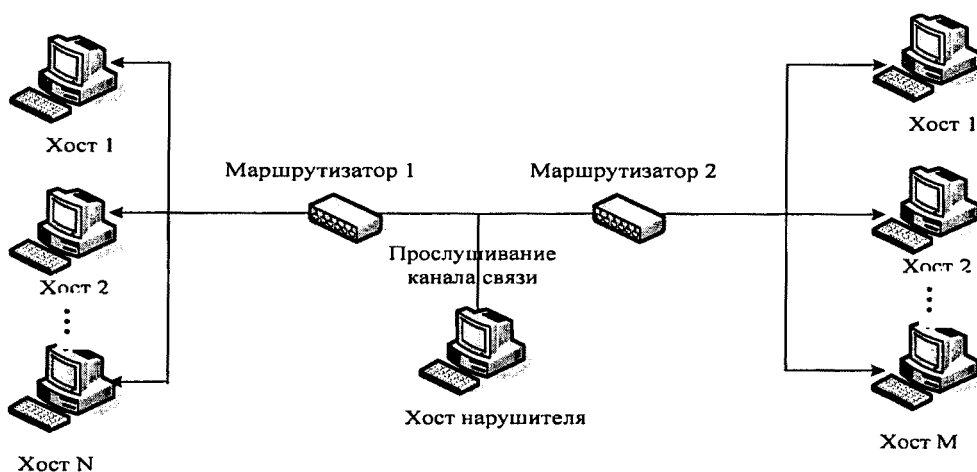 Хост 1
Хост 1
Маршрутизатор 1
Маршрутизатор 2
Прослушивание
канала связи
Хост 2
Хост 2
Хост нарушителя
Хост N
Хост M